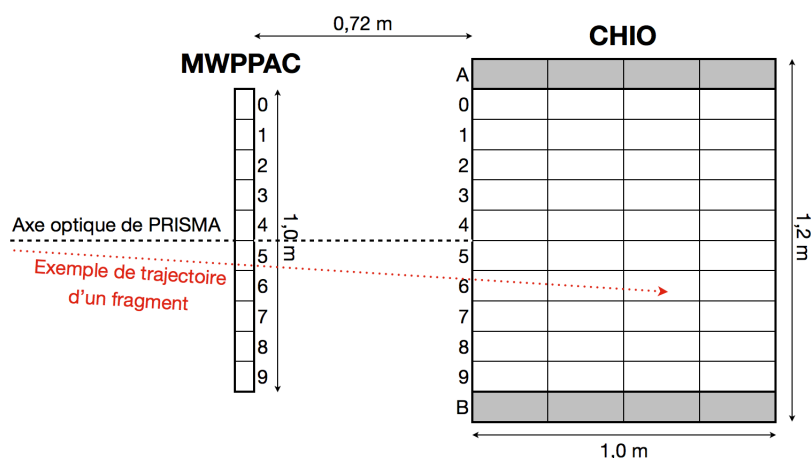 0,72 m
CHIO
MWPPAC
A
0
1
2
3
4
5
6
7
8
9
B
0
1
2
3
4
5
6
7
8
9
1,0 m
1,2 m
Axe optique de PRISMA
Exemple de trajectoire
d'un fragment
1,0 m